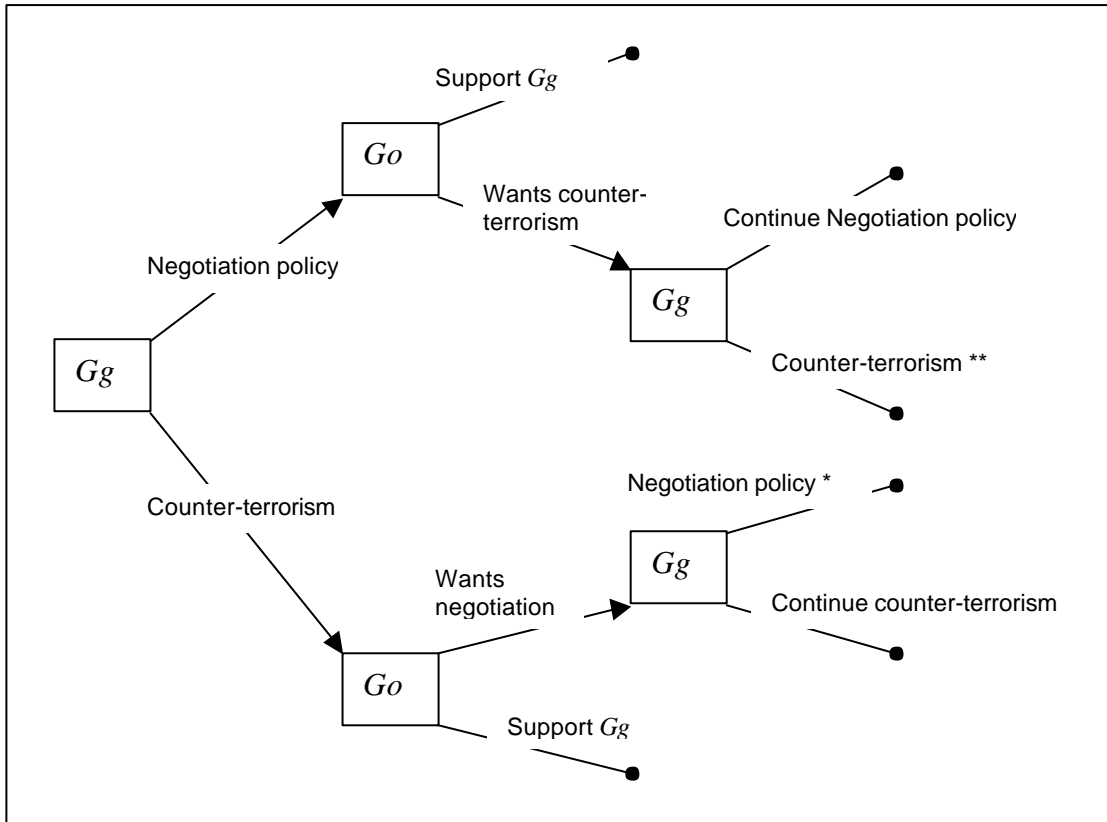 Support Gg
Go
Wants counter-
terrorism
Continue Negotiation policy
Negotiation policy
Gg
Gg
Counter-terrorism **
Negotiation policy *
Counter-terrorism
Gg
Wants
negotiation
Continue counter-terrorism
Go
Support Gg